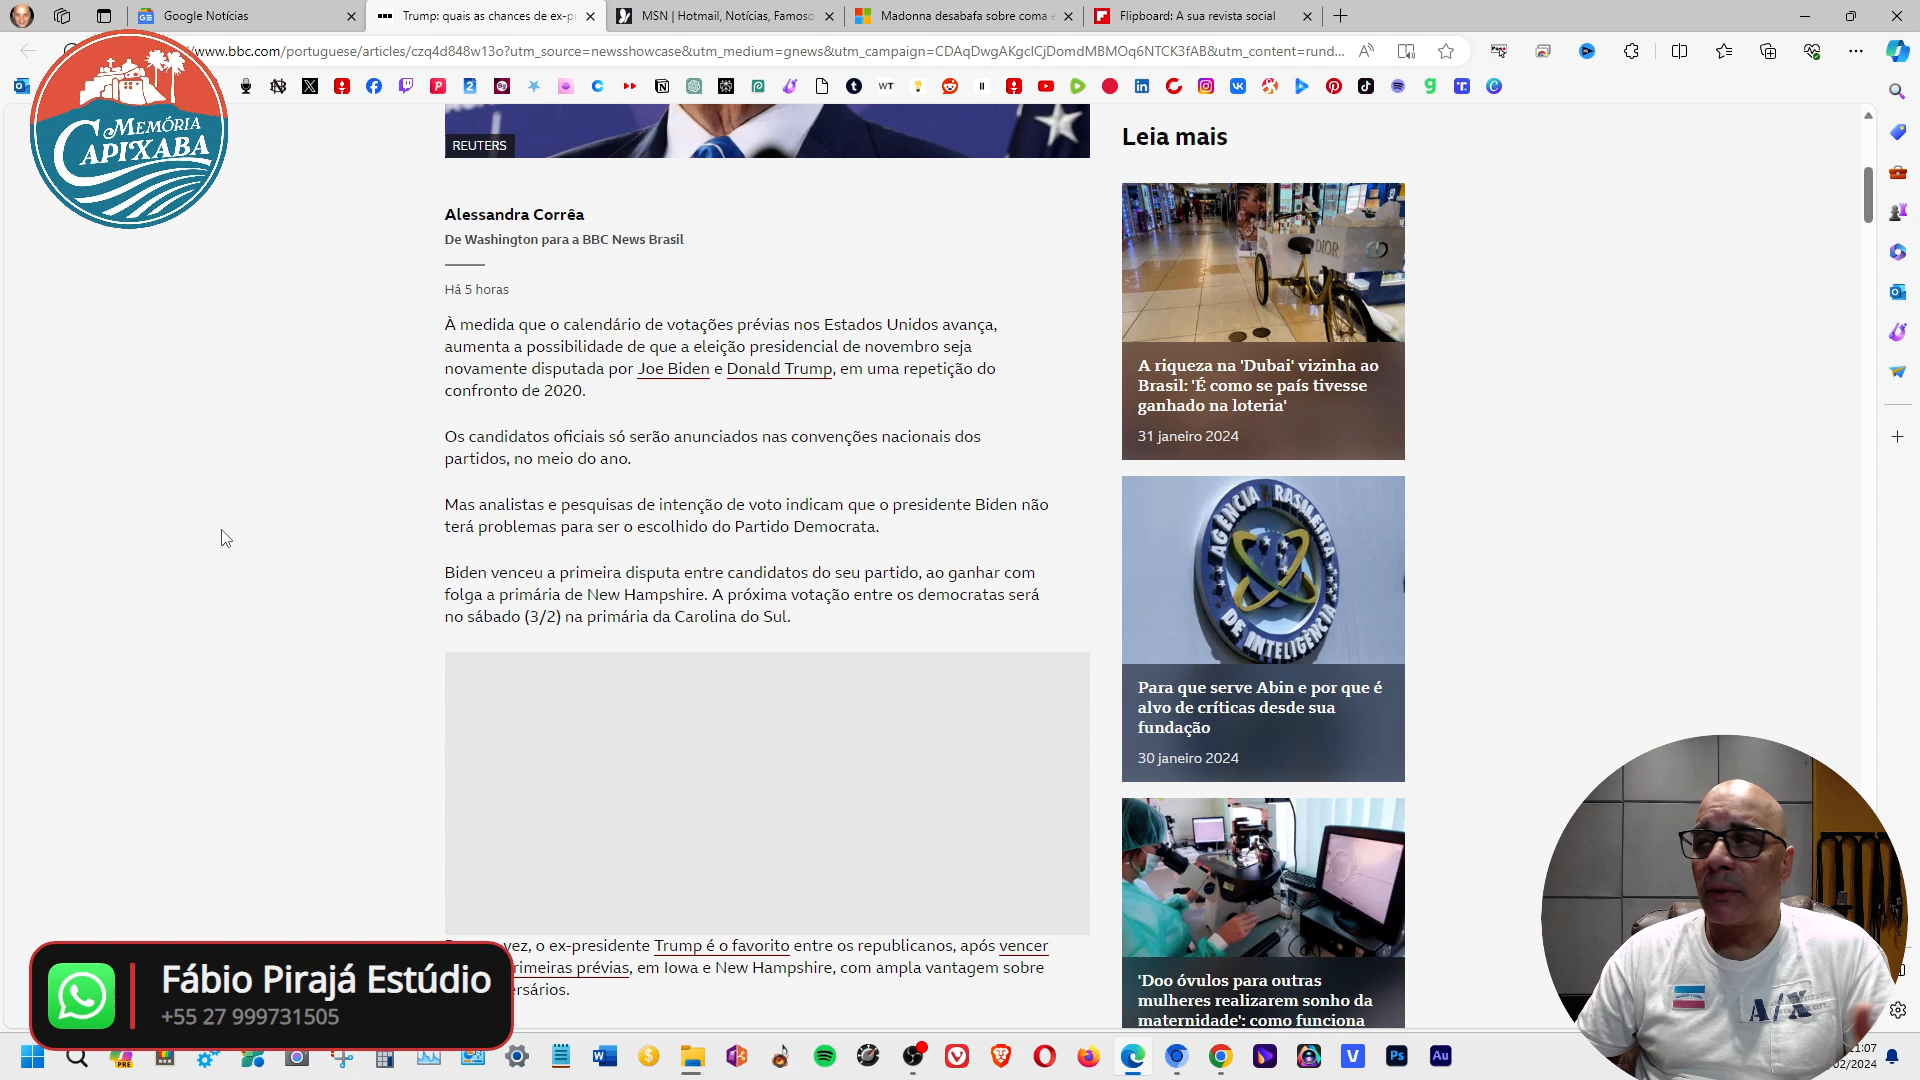 Google Notícias
Trump: quais as chances de ex-pr
MSN | Hotmail, Notícias, Famoso
Madonna desabafa sobre coma e
Flipboard: A sua revista social
www.bbc.com/portuguese/articles/czq4d848w13o?utm_source=newsshowcase&utm_medium=gnews&utm_campaign=CDAqDwgAKgcICjDomdMBMOq6NTCK3fAB&utm_content=rund...
MEMÓRIA
CAPIXABA
REUTERS
Alessandra Corrêa
De Washington para a BBC News Brasil
Há 5 horas
À medida que o calendário de votações prévias nos Estados Unidos avança,
aumenta a possibilidade de que a eleição presidencial de novembro seja
novamente disputada por Joe Biden e Donald Trump, em uma repetição do
confronto de 2020.
Os candidatos oficiais só serão anunciados nas convenções nacionais dos
partidos, no meio do ano.
Mas analistas e pesquisas de intenção de voto indicam que o presidente Biden não
terá problemas para ser o escolhido do Partido Democrata.
Biden venceu a primeira disputa entre candidatos do seu partido, ao ganhar com
folga a primária de New Hampshire. A próxima votação entre os democratas será
no sábado (3/2) na primária da Carolina do Sul.
vez, o ex-presidente Trump é o favorito entre os republicanos, após vencer
rimeiras prévias, em Iowa e New Hampshire, com ampla vantagem sobre
ersários.
Leia mais
DIOR
A riqueza na 'Dubai' vizinha ao
Brasil: 'É como se país tivesse
ganhado na loteria'
31 janeiro 2024
AGÊNCIA BRASILEIRA
DE INTELIGÊNCIA
Para que serve Abin e por que é
alvo de críticas desde sua
fundação
30 janeiro 2024
'Doo óvulos para outras
mulheres realizarem sonho da
maternidade': como funciona
Fábio Pirajá Estúdio
+55 27 999731505
A/X
11:07
/02/2024